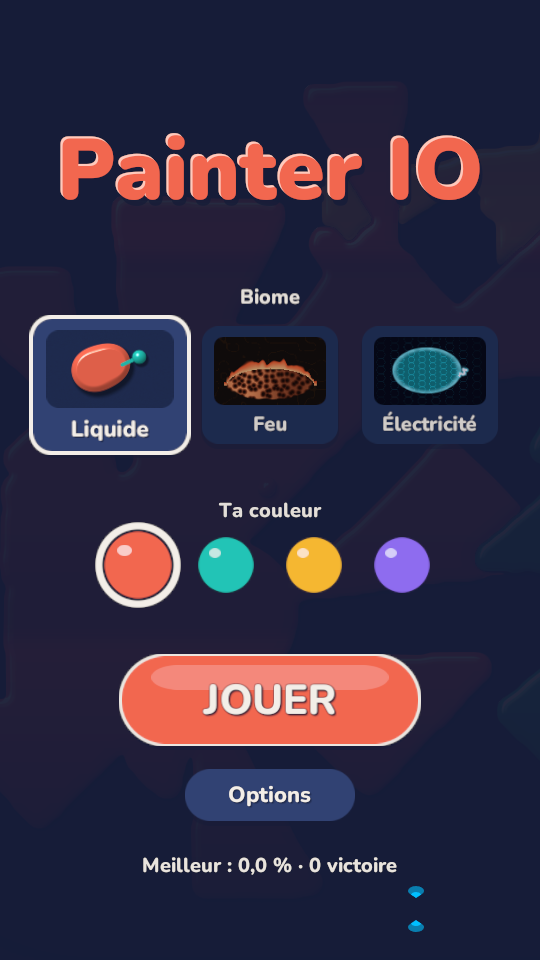 Painter IO
Biome
Liquide
Feu
Électricité
Ta couleur
JOUER
Options
Meilleur : 0,0 % · 0 victoire